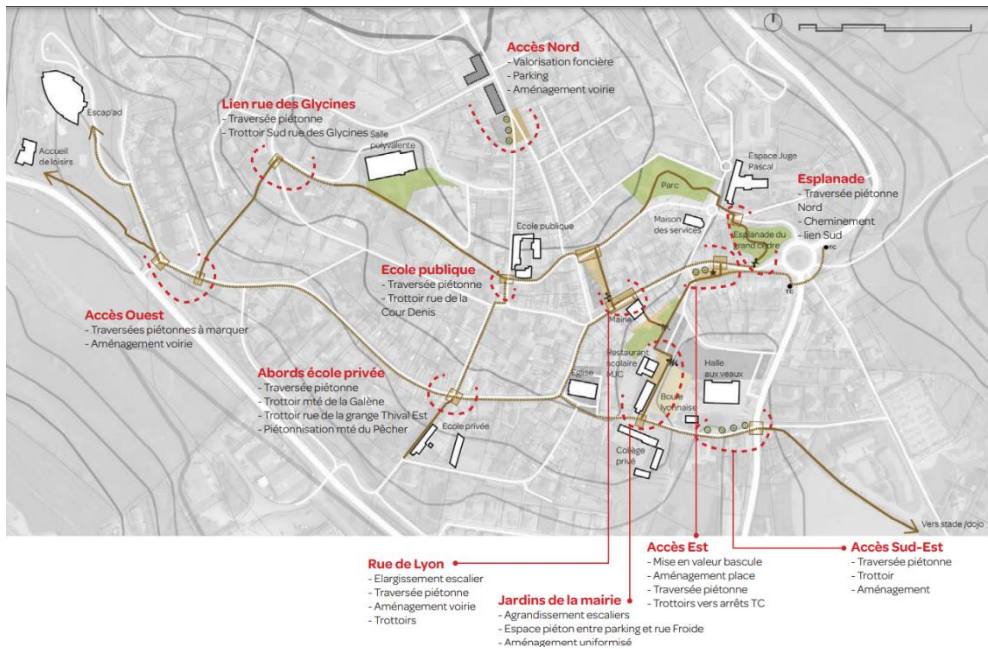 Accès Nord
- Valorisation foncière
- Parking
- Aménagement voirie
Escap'ad
Lien rue des Glycines
- Traversée piétonne
- Trottoir Sud rue des Glycines
Salle
polyvalente
Accueil
de loisirs
Espace Juge
Pascal
Esplanade
- Traversée piétonne
Nord
- Cheminement
- lien Sud
Parc
Maison
des services
Esplanade du
grand cèdre
TC
TC
Ecole publique
Ecole publique
- Traversée piétonne
- Trottoir rue de la
Cour Denis
Accès Ouest
- Traversées piétonnes à marquer
- Aménagement voirie
Mairie
Abords école privée
- Traversée piétonne
- Trottoir mté de la Galène
- Trottoir rue de la grange Thival Est
- Piétonnisation mté du Pêcher
Restaurant
scolaire
MJC
Halle
aux veaux
Eglise
Boule
lyonnaise
Ecole privée
Collège
privé
Vers stade /dojo
Rue de Lyon
- Elargissement escalier
- Traversée piétonne
- Aménagement voirie
- Trottoirs
Jardins de la mairie
- Agrandissement escaliers
- Espace piéton entre parking et rue Froide
- Aménagement uniformisé
Accès Est
- Mise en valeur bascule
- Aménagement place
- Traversée piétonne
- Trottoirs vers arrêts TC
Accès Sud-Est
- Traversée piétonne
- Trottoir
- Aménagement